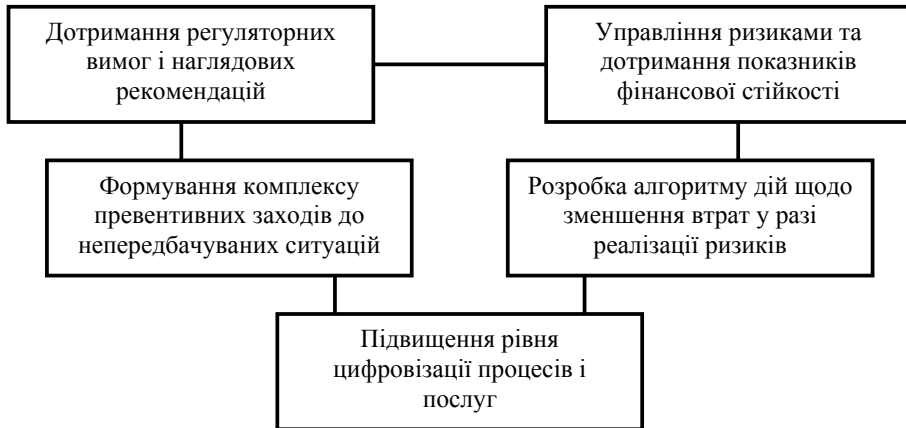 Дотримання регуляторних
вимог і наглядових
рекомендацій
Управління ризиками та
дотримання показників
фінансової стійкості
Формування комплексу
превентивних заходів до
непередбачуваних ситуацій
Розробка алгоритму дій щодо
зменшення втрат у разі
реалізації ризиків
Підвищення рівня
цифровізації процесів і
послуг